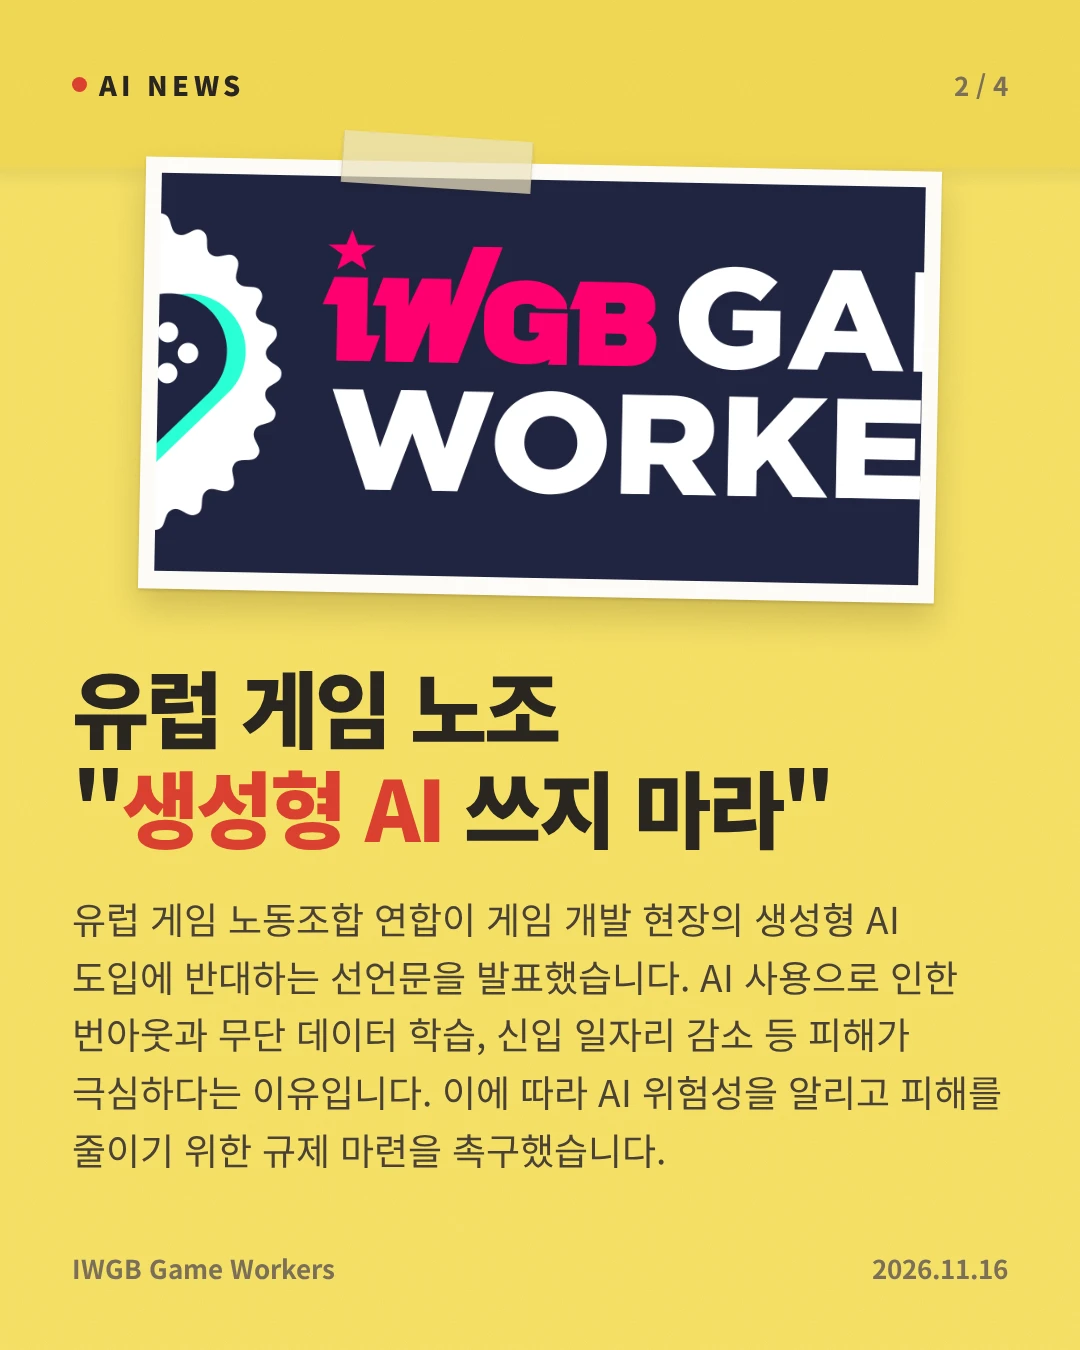 AI NEWS
2 / 4
iWGB GA
WORKE
유럽 게임 노조
"생성형 AI 쓰지 마라"
유럽 게임 노동조합 연합이 게임 개발 현장의 생성형 AI
도입에 반대하는 선언문을 발표했습니다. AI 사용으로 인한
번아웃과 무단 데이터 학습, 신입 일자리 감소 등 피해가
극심하다는 이유입니다. 이에 따라 AI 위험성을 알리고 피해를
줄이기 위한 규제 마련을 촉구했습니다.
IWGB Game Workers
2026.11.16